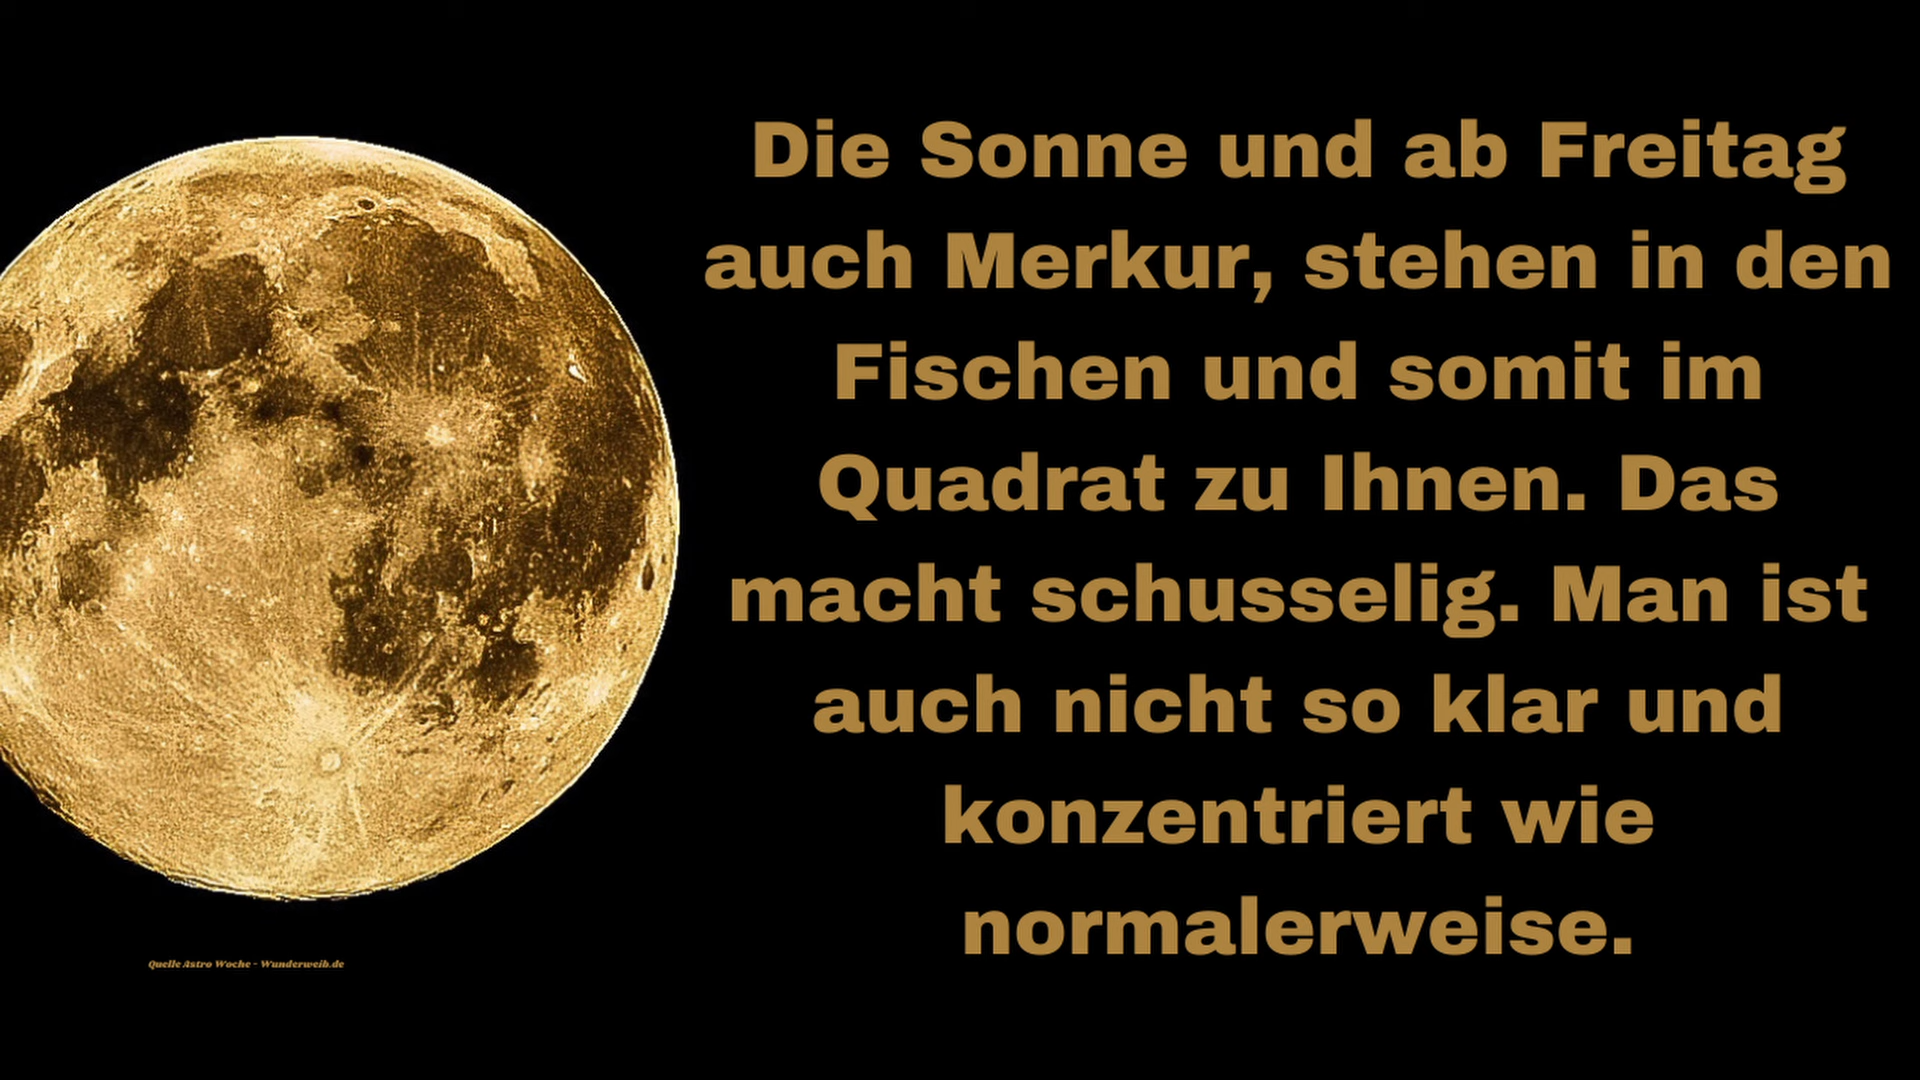 Die Sonne und ab Freitag
auch Merkur, stehen in den
Fischen und somit im
Quadrat zu Ihnen. Das
macht schusselig. Man ist
auch nicht so klar und
konzentriert wie
normalerweise.
Quelle Astro Woche - Wunderweib.de